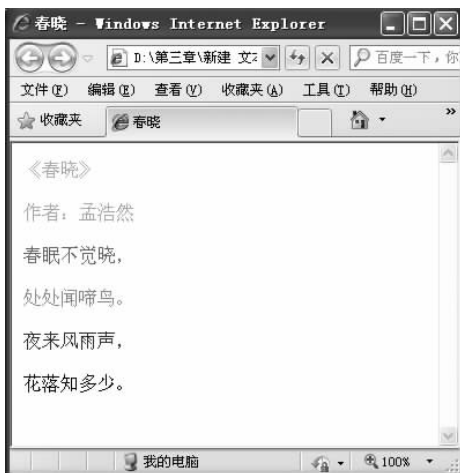 春晓 - Windows Internet Explorer
D:\第三章\新建 文 百度一下，你
文件(F) 编辑(E) 查看(V) 收藏夹(A) 工具(T) 帮助(H)
收藏夹 春晓 »
《春晓》
作者：孟浩然
春眠不觉晓，
处处闻啼鸟。
夜来风雨声，
花落知多少。
我的电脑 100%